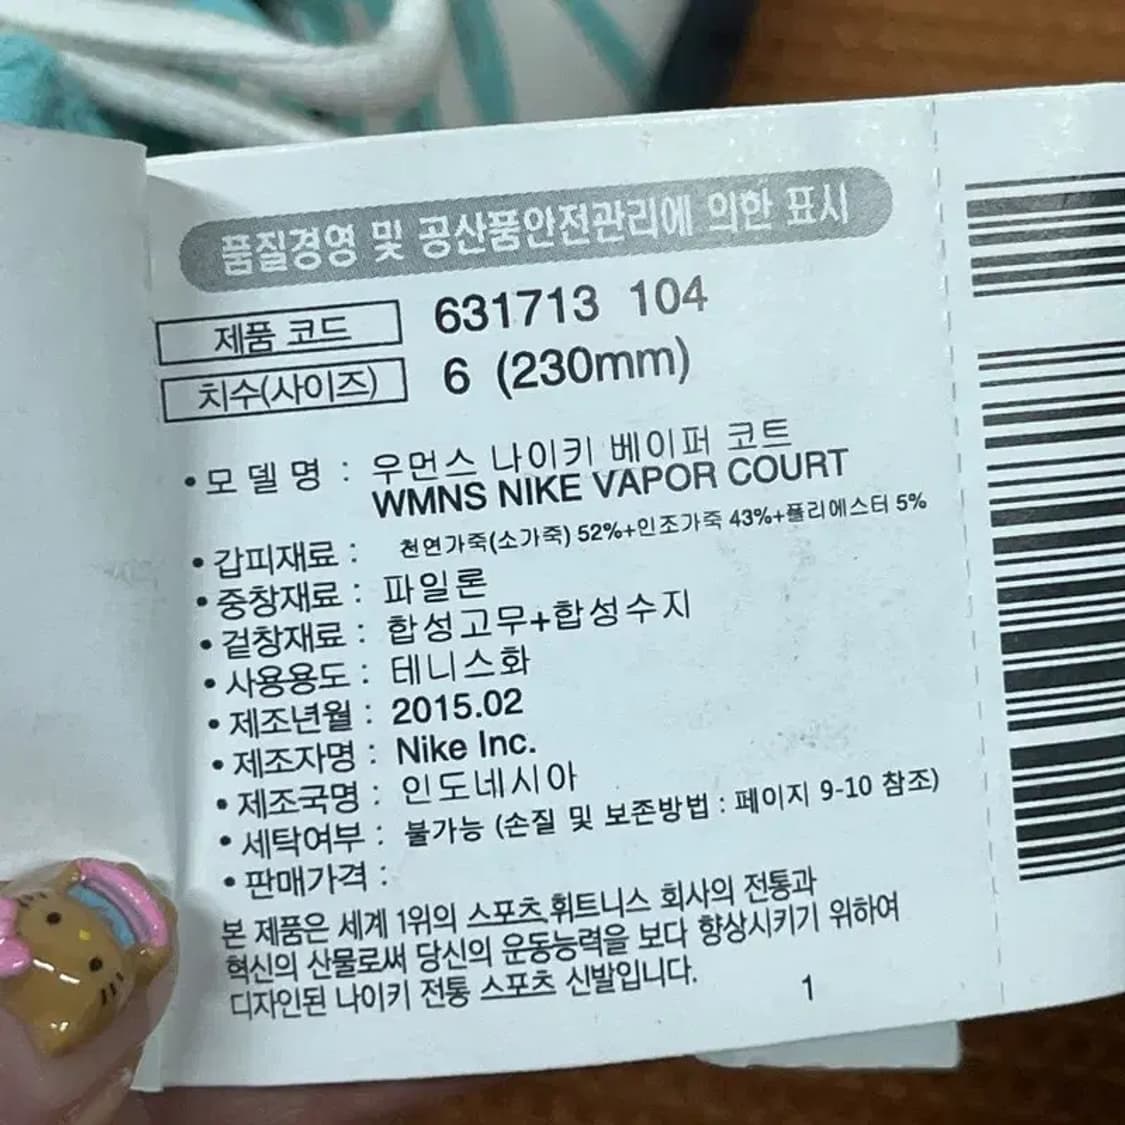 품질경영 및 공산품안전관리에 의한 표시
제품 코드 631713 104
치수(사이즈) 6 (230mm)
• 모 델 명 : 우먼스 나이키 베이퍼 코트
WMNS NIKE VAPOR COURT
• 갑피재료 : 천연가죽(소가죽) 52%+인조가죽 43%+폴리에스터 5%
• 중창재료 : 파일론
• 겉창재료 : 합성고무+합성수지
• 사용용도 : 테니스화
• 제조년월 : 2015.02
• 제조자명 : Nike Inc.
• 제조국명 : 인도네시아
• 세탁여부 : 불가능 (손질 및 보존방법 : 페이지 9-10 참조)
• 판매가격 :
본 제품은 세계 1위의 스포츠,휘트니스 회사의 전통과
혁신의 산물로써 당신의 운동능력을 보다 향상시키기 위하여
디자인된 나이키 전통 스포츠 신발입니다.
1